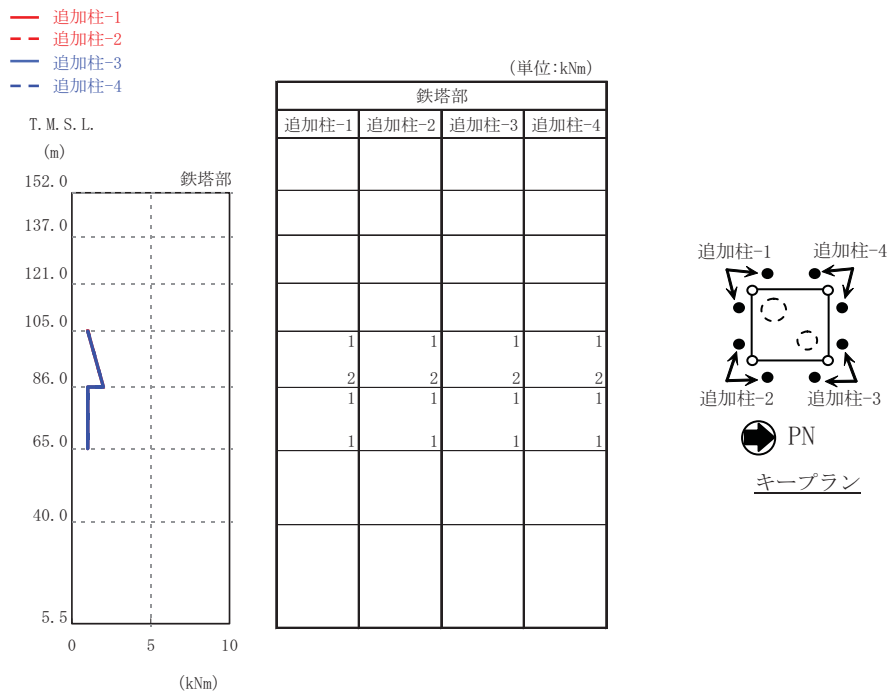 追加柱-1
追加柱-2
追加柱-3
追加柱-4
T.M.S.L.
(m)
鉄塔部
152.0
137.0
121.0
105.0
86.0
65.0
40.0
5.5
0 5 10
(kNm)
(単位:kNm)
鉄塔部
追加柱-1 追加柱-2 追加柱-3 追加柱-4
1 1 1 1
2 2 2 2
1 1 1 1
1 1 1 1
追加柱-1 追加柱-4
追加柱-2 追加柱-3
PN
キープラン